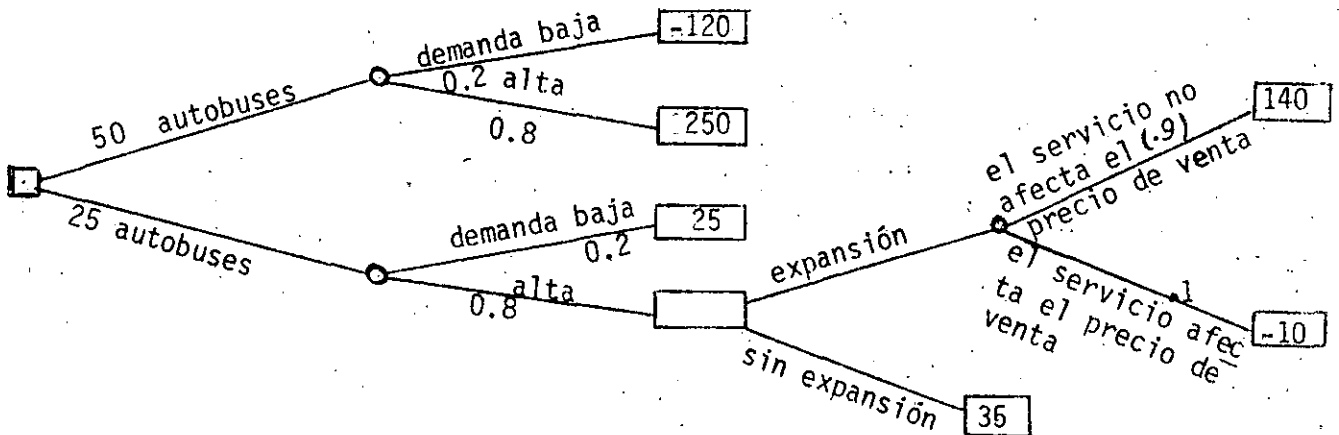 50 autobuses
demanda baja
0.2 alta
0.8
-120
250
25 autobuses
demanda baja
0.2
alta
0.8
25
expansión
el servicio no
afecta el (.9)
precio de venta
140
el servicio afec
ta el precio de
venta
.1
-10
sin expansión
35